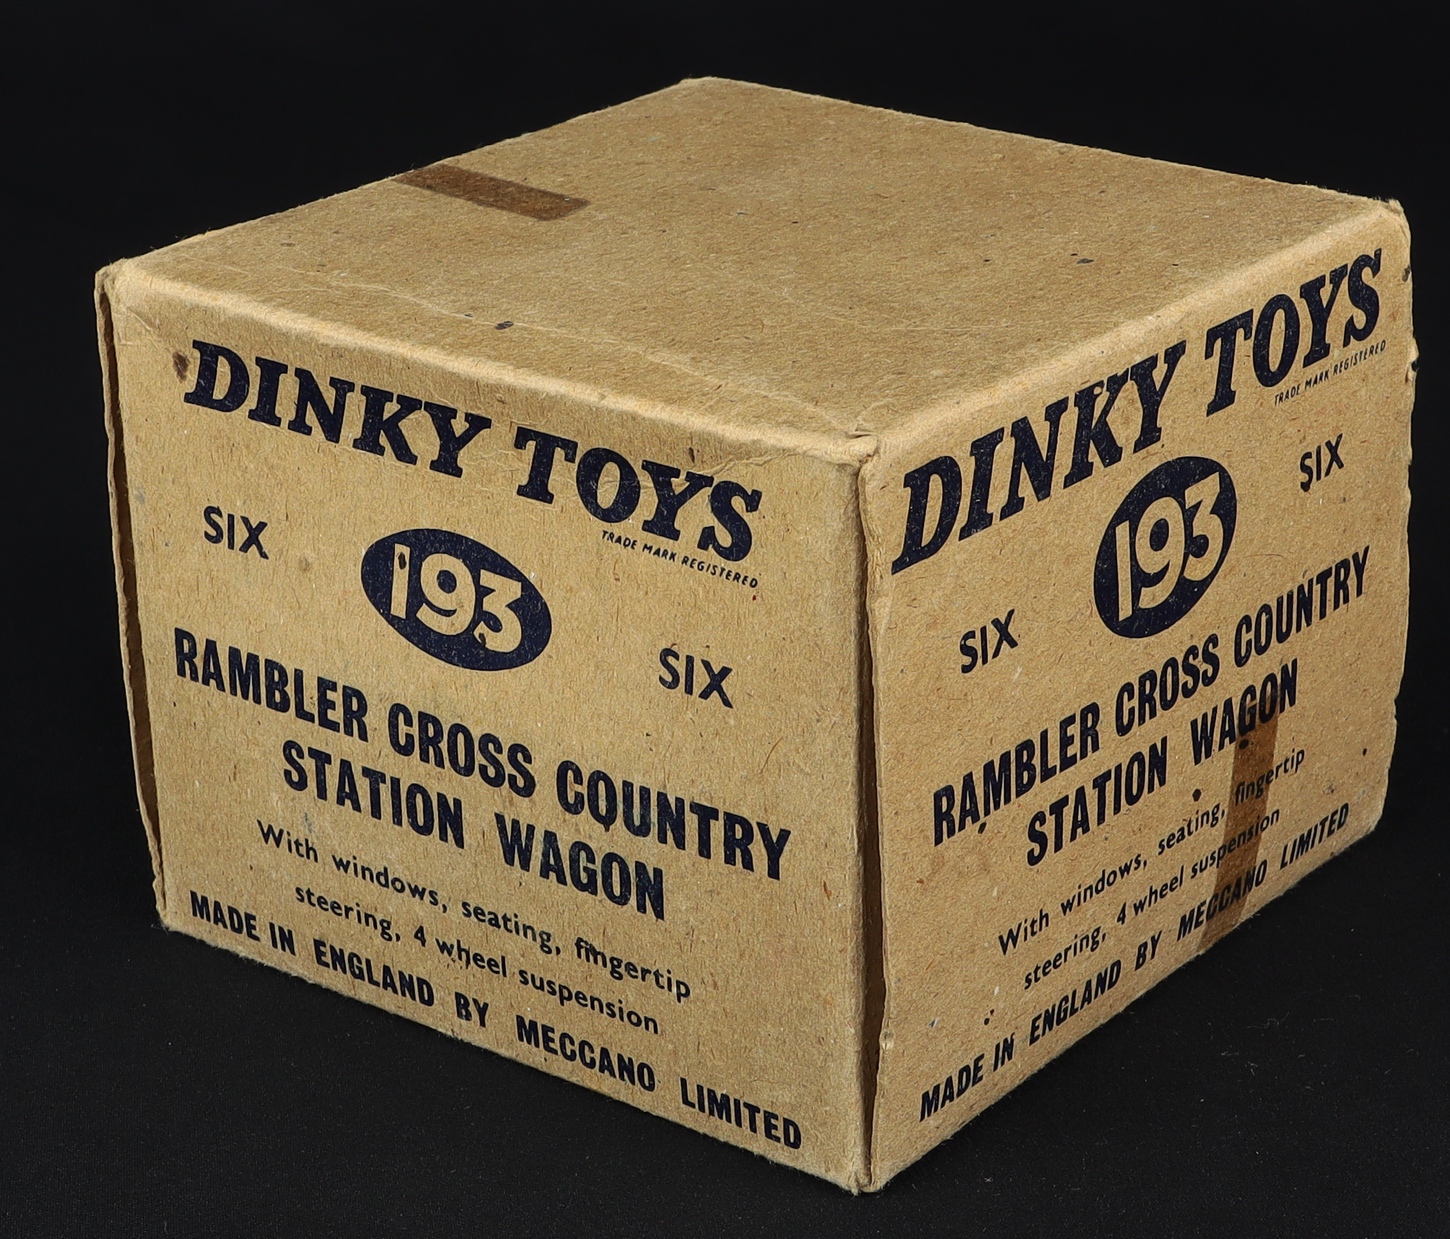 DINKY TOYS
TRADE MARK REGISTERED
SIX 193 SIX
RAMBLER CROSS COUNTRY
STATION WAGON
With windows, seating, fingertip
steering, 4 wheel suspension
MADE IN ENGLAND BY MECCANO LIMITED
DINKY TOYS
TRADE MARK REGISTERED
SIX 193 SIX
RAMBLER CROSS COUNTRY
STATION WAGON
With windows, seating, fingertip
steering, 4 wheel suspension
MADE IN ENGLAND BY MECCANO LIMITED